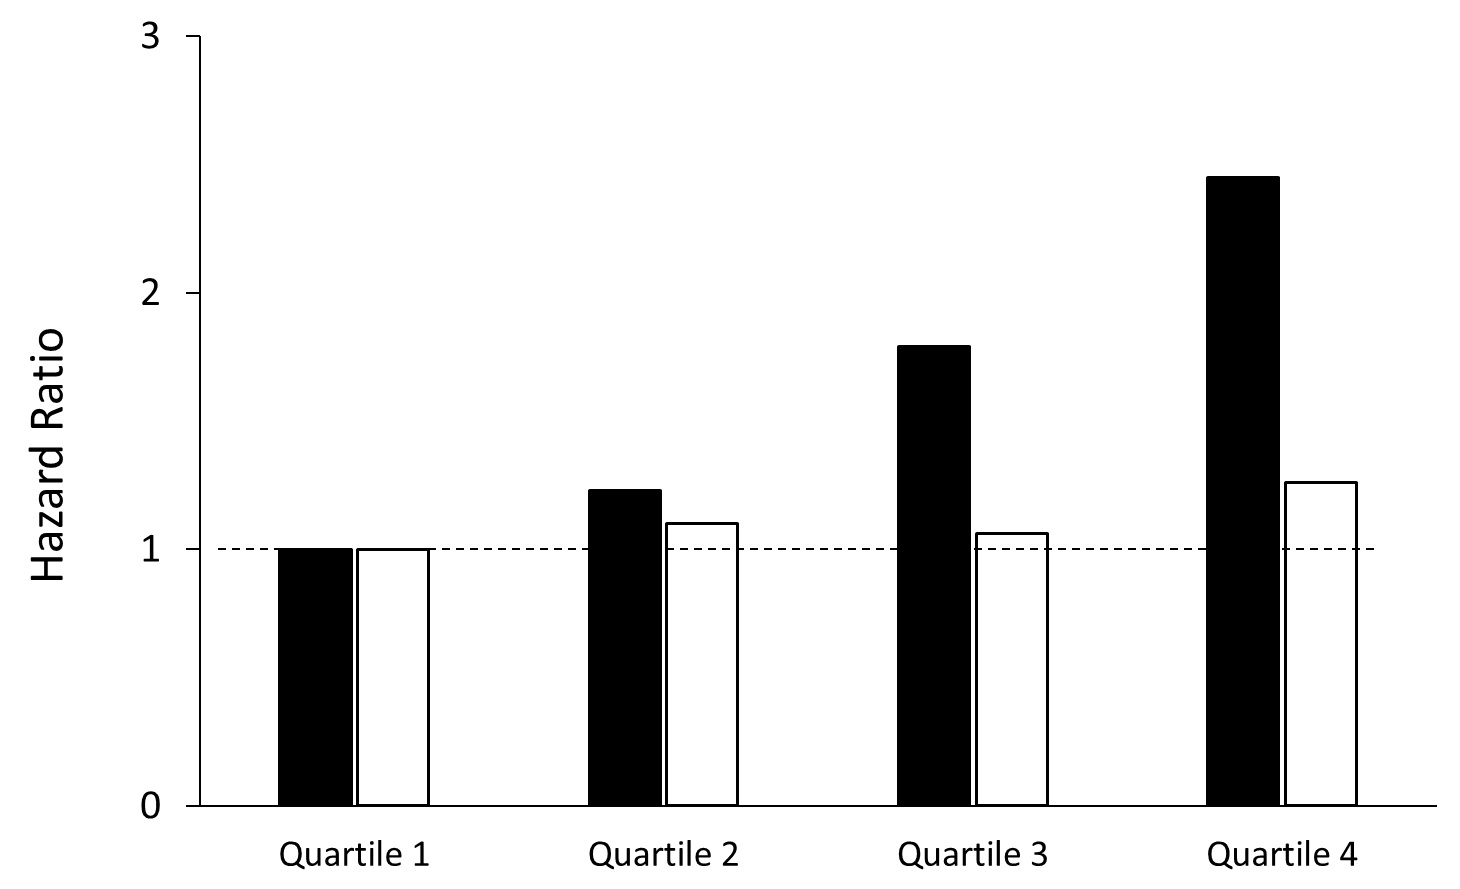 3
2
1
0
Hazard Ratio
Quartile 1
Quartile 2
Quartile 3
Quartile 4